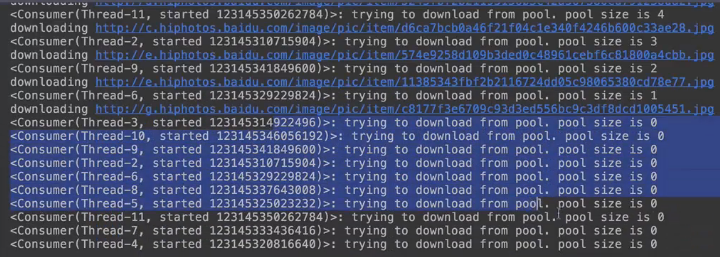 <Consumer(Thread-11, started 123145350262784)>: trying to download from pool. pool size is 4
downloading http://c.hiphotos.baidu.com/image/pic/item/d6ca7bcb0a46f21f04c1e340f4246b600c33ae28.jpg
<Consumer(Thread-2, started 123145310715904)>: trying to download from pool. pool size is 3
downloading http://e.hiphotos.baidu.com/image/pic/item/574e9258d109b3ded0c489 51cebf6c81800a4cbb.jpg
<Consumer(Thread-9, started 123145341849600)>: trying to download from pool. pool size is 2
downloading http://b.hiphotos.baidu.com/image/pic/item/11385343fbf2b2116724dd05c98065380cd78e77.jpg
<Consumer(Thread-6, started 123145329229824)>: trying to download from pool. pool size is 1
downloading http://g.hiphotos.baidu.com/image/pic/item/c8177f3e6709c93d3ed556bc9c3df8dcd1005451.jpg
<Consumer(Thread-3, started 123145314922496)>: trying to download from pool. pool size is 0
<Consumer(Thread-10, started 123145346056192)>: trying to download from pool. pool size is 0
<Consumer(Thread-9, started 123145341849600)>: trying to download from pool. pool size is 0
<Consumer(Thread-2, started 123145310715904)>: trying to download from pool. pool size is 0
<Consumer(Thread-6, started 123145329229824)>: trying to download from pool. pool size is 0
<Consumer(Thread-8, started 123145337643008)>: trying to download from pool. pool size is 0
<Consumer(Thread-5, started 123145325023232)>: trying to download from pool. pool size is 0
<Consumer(Thread-11, started 123145350262784)>: trying to download from pool. pool size is 0
<Consumer(Thread-7, started 123145333436416)>: trying to download from pool. pool size is 0
<Consumer(Thread-4, started 123145320816640)>: trying to download from pool. pool size is 0